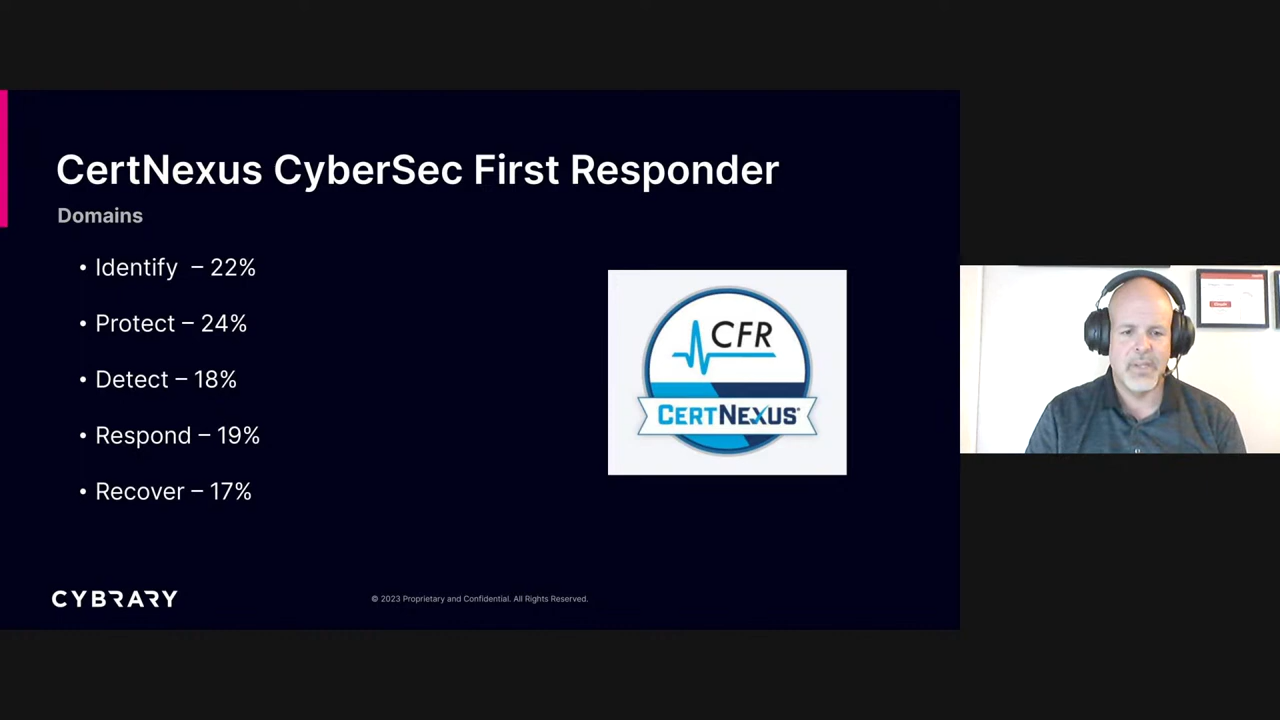 CertNexus CyberSec First Responder
Domains
• Identify – 22%
• Protect – 24%
• Detect – 18%
• Respond – 19%
• Recover – 17%
CFR
CERTNEXUS
CYBRARY
© 2023 Proprietary and Confidential. All Rights Reserved.